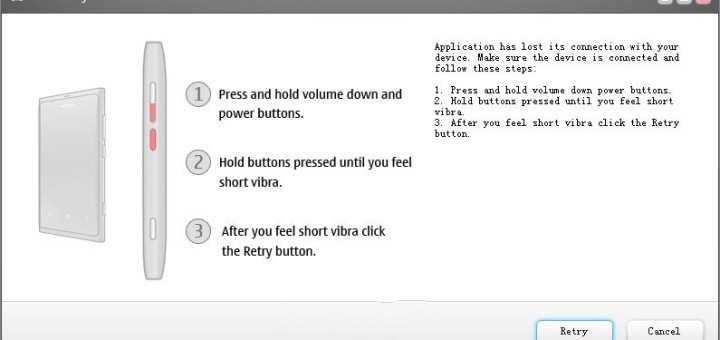 1 Press and hold volume down and
power buttons.
2 Hold buttons pressed until you feel
short vibra.
3 After you feel short vibra click
the Retry button.
Application has lost its connection with your
device. Make sure the device is connected and
follow these steps:
1. Press and hold volume down power buttons.
2. Hold buttons pressed until you feel short
vibra.
3. After you feel short vibra click the Retry
button.
Retry
Cancel